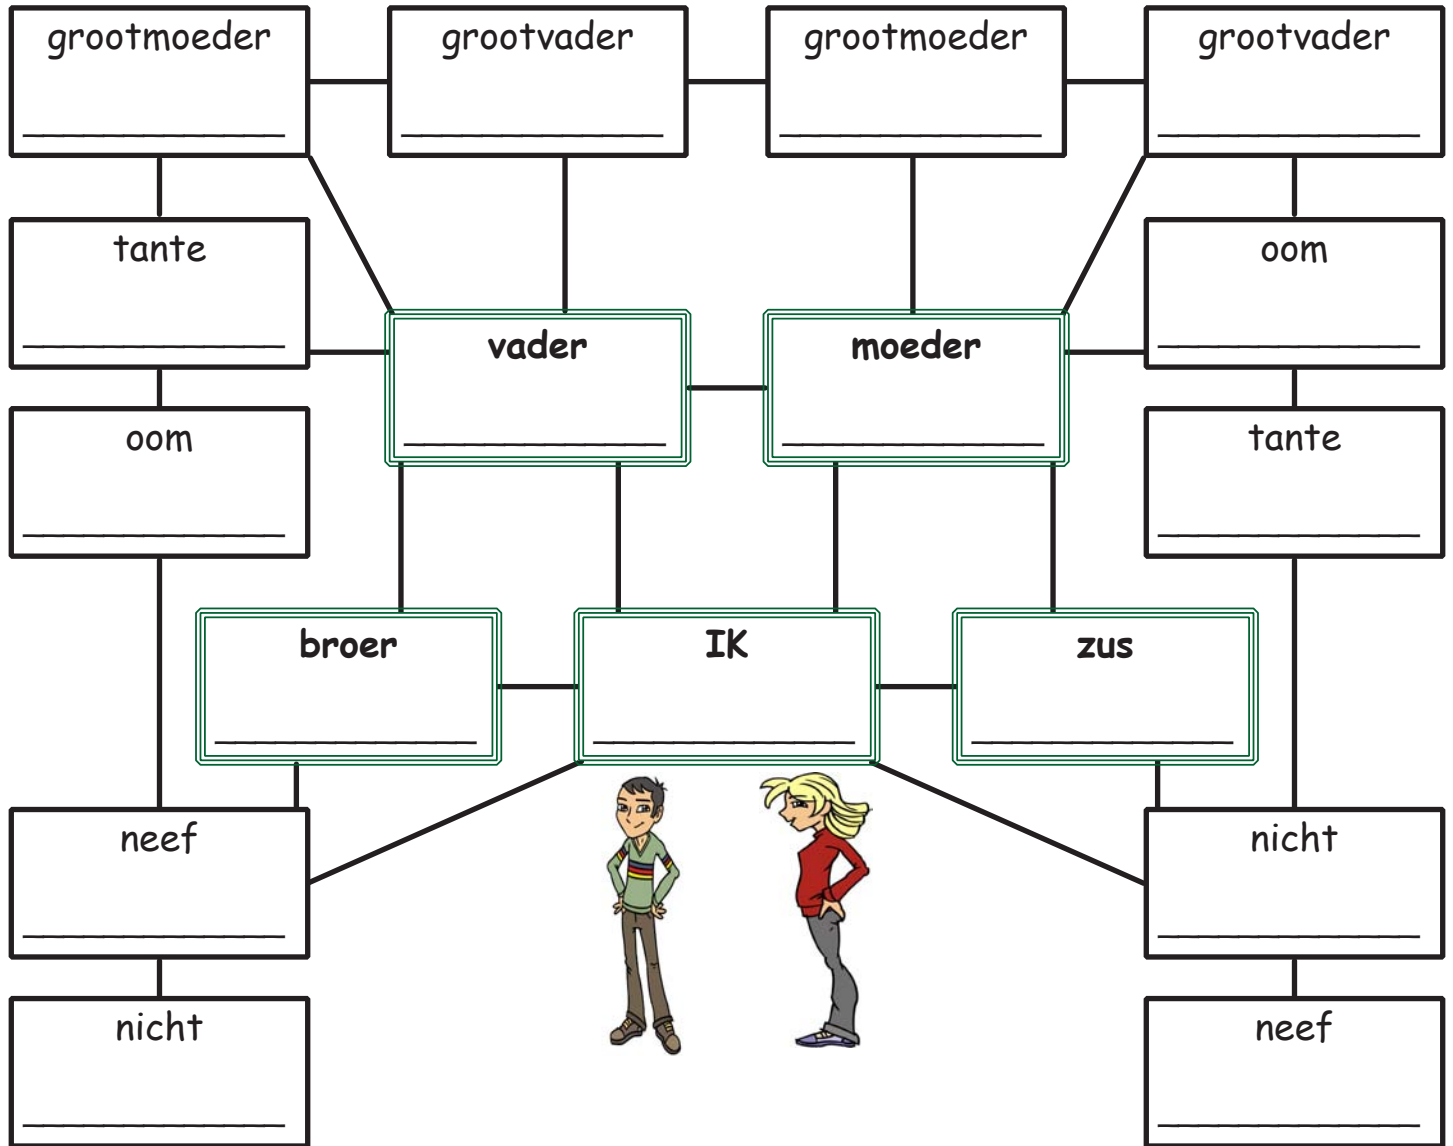 grootmoeder
grootvader
grootmoeder
grootvader
tante
oom
vader
moeder
oom
tante
broer
IK
zus
neef
nicht
nicht
neef